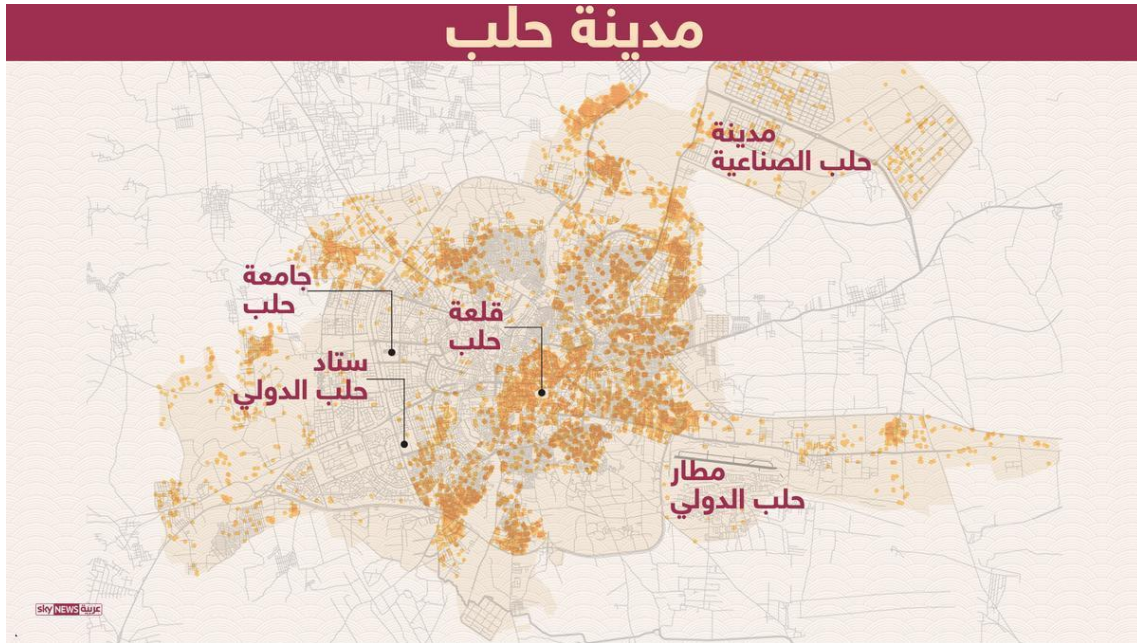 مدينة حلب
مدينة
حلب الصناعية
جامعة
حلب
قلعة
حلب
ستاد
حلب الدولي
مطار
حلب الدولي
sky NEWS عربية